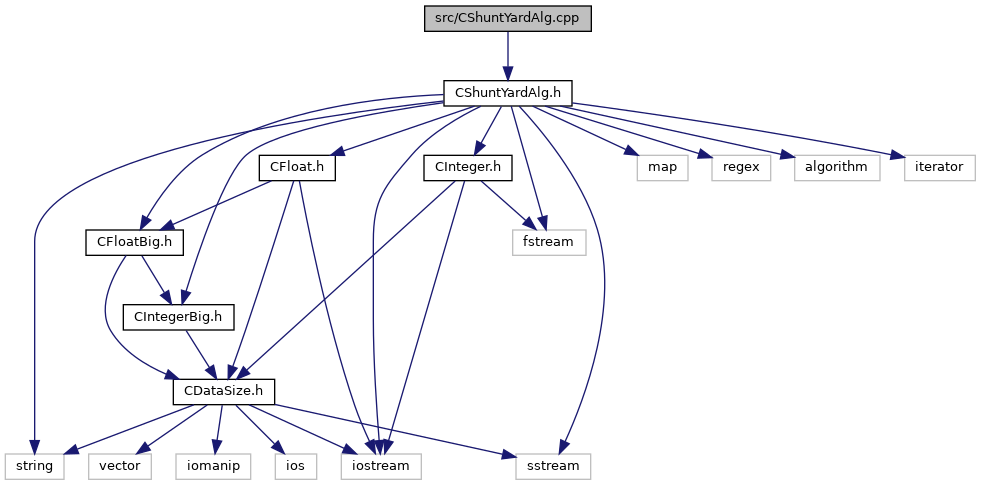 src/CShuntYardAlg.cpp
CShuntYardAlg.h
CFloat.h
CInteger.h
map
regex
algorithm
iterator
CFloatBig.h
fstream
CIntegerBig.h
CDataSize.h
string
vector
iomanip
ios
iostream
sstream